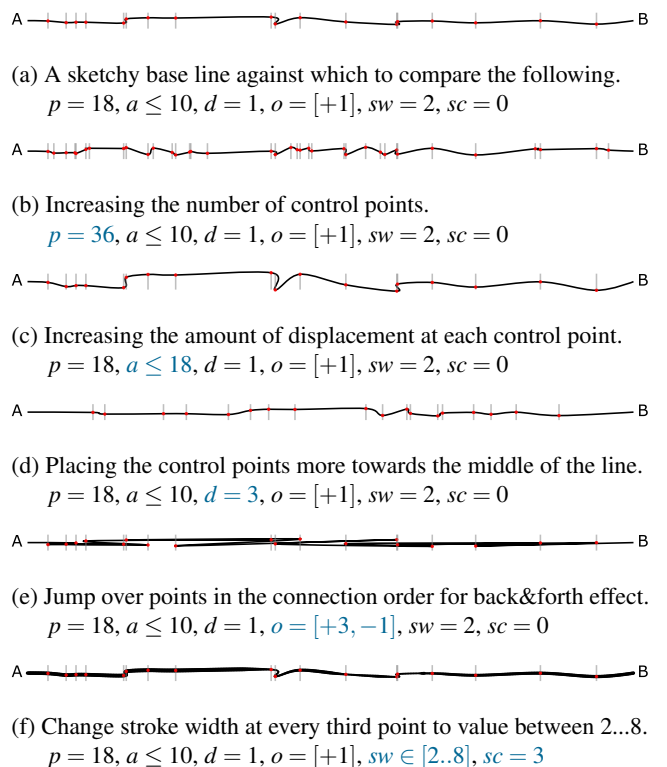 A B
(a) A sketchy base line against which to compare the following.
p = 18, a ≤ 10, d = 1, o = [+1], sw = 2, sc = 0
A B
(b) Increasing the number of control points.
p = 36, a ≤ 10, d = 1, o = [+1], sw = 2, sc = 0
A B
(c) Increasing the amount of displacement at each control point.
p = 18, a ≤ 18, d = 1, o = [+1], sw = 2, sc = 0
A B
(d) Placing the control points more towards the middle of the line.
p = 18, a ≤ 10, d = 3, o = [+1], sw = 2, sc = 0
A B
(e) Jump over points in the connection order for back&forth effect.
p = 18, a ≤ 10, d = 1, o = [+3, −1], sw = 2, sc = 0
A B
(f) Change stroke width at every third point to value between 2...8.
p = 18, a ≤ 10, d = 1, o = [+1], sw ∈ [2..8], sc = 3